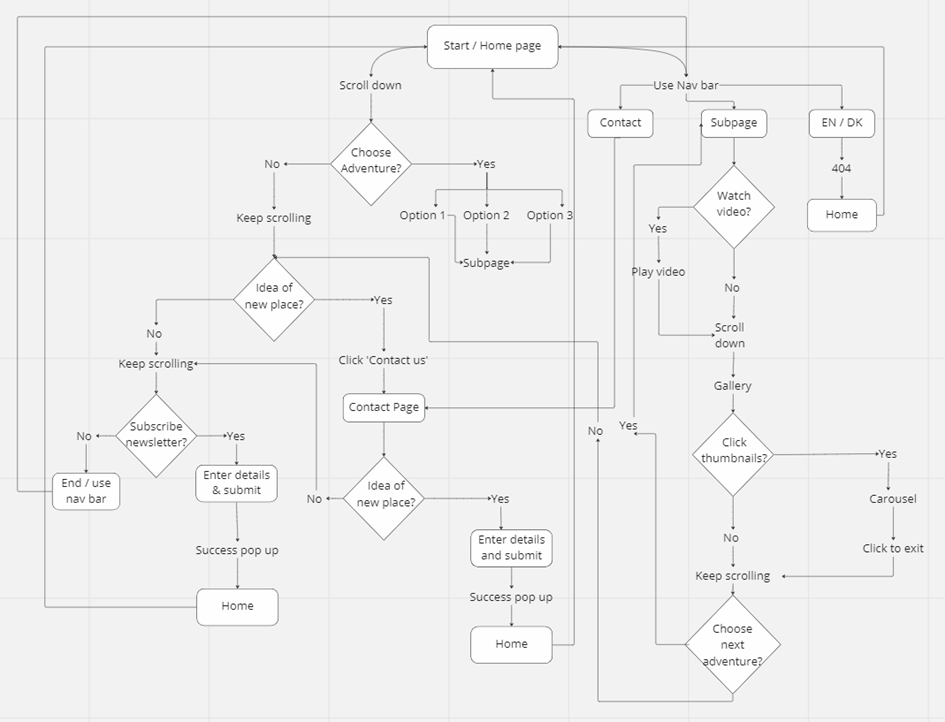 Start / Home page
Scroll down
Use Nav bar
Contact
Subpage
EN / DK
Choose
Adventure?
No
Yes
404
Watch
video?
Keep scrolling
Option 1
Option 2
Option 3
Home
Yes
Subpage
Play video
Idea of
new place?
No
Yes
No
Scroll
down
Keep scrolling
Click 'Contact us'
Gallery
Contact Page
Subscribe
newsletter?
No
Yes
No
Yes
Click
thumbnails?
Yes
End / use
nav bar
Enter details
& submit
Idea of
new place?
No
Yes
Carousel
Success pop up
Enter details
and submit
No
Click to exit
Keep scrolling
Home
Success pop up
Home
Choose
next
adventure?